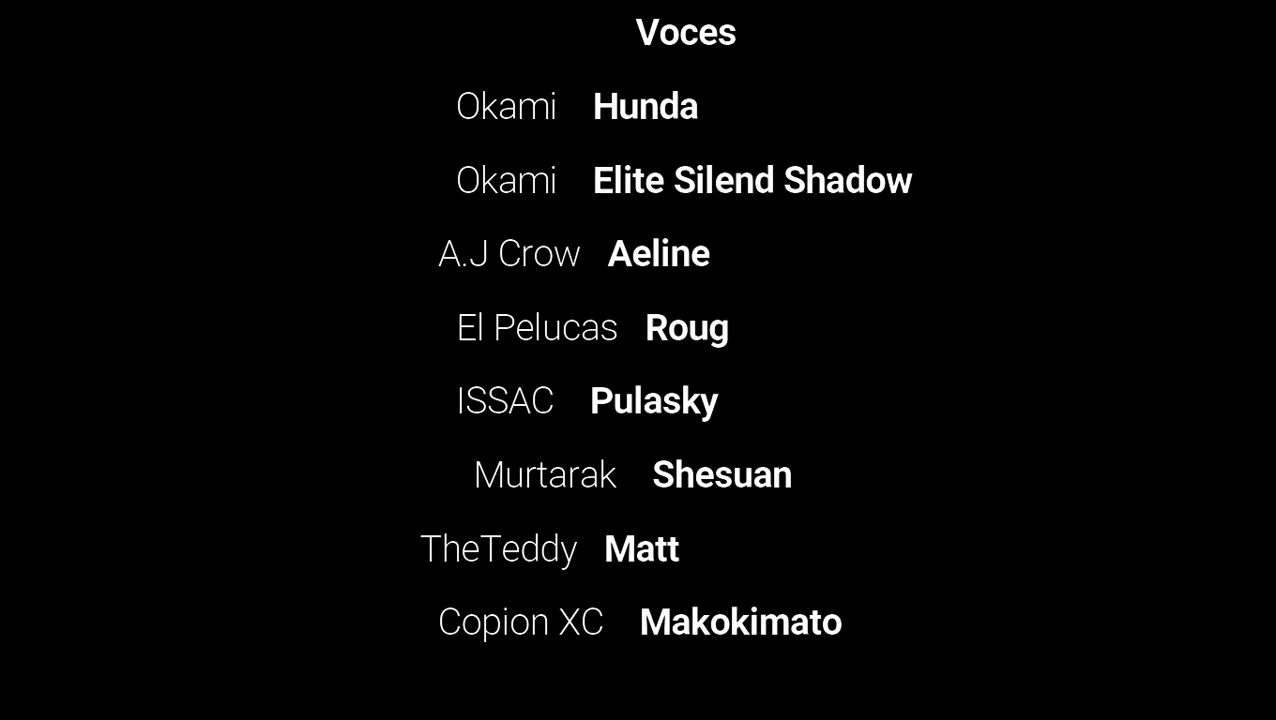 Voces
Okami Hunda
Okami Elite Silend Shadow
A.J Crow Aeline
El Pelucas Roug
ISSAC Pulasky
Murtarak Shesuan
TheTeddy Matt
Copion XC Makokimato